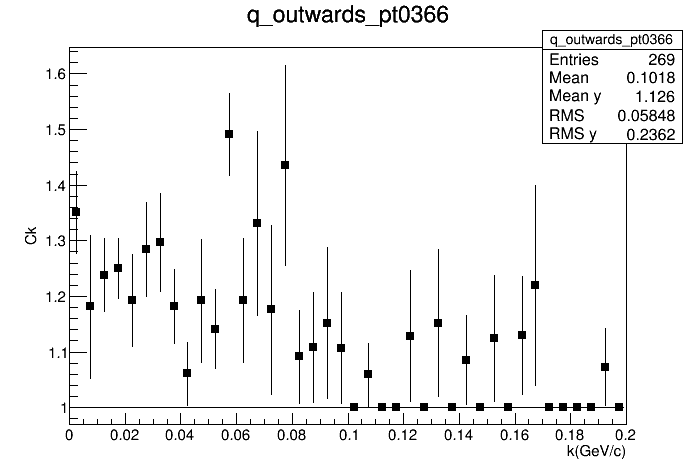 q_outwards_pt0366
q_outwards_pt0366
Entries 269
Mean 0.1018
Mean y 1.126
RMS 0.05848
RMS y 0.2362
Ck
1.6
1.5
1.4
1.3
1.2
1.1
1
0 0.02 0.04 0.06 0.08 0.1 0.12 0.14 0.16 0.18 0.2
k(GeV/c)